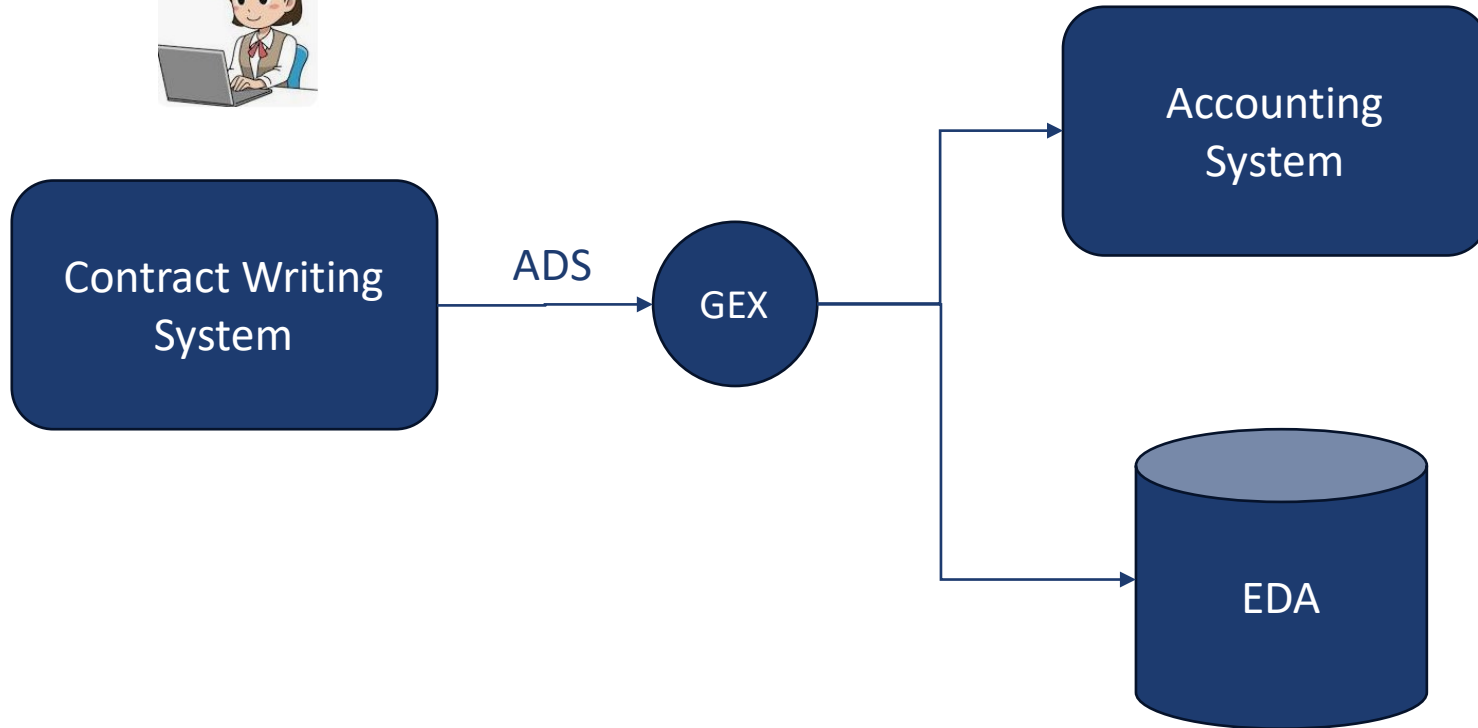 Contract Writing
System
ADS
GEX
Accounting
System
EDA